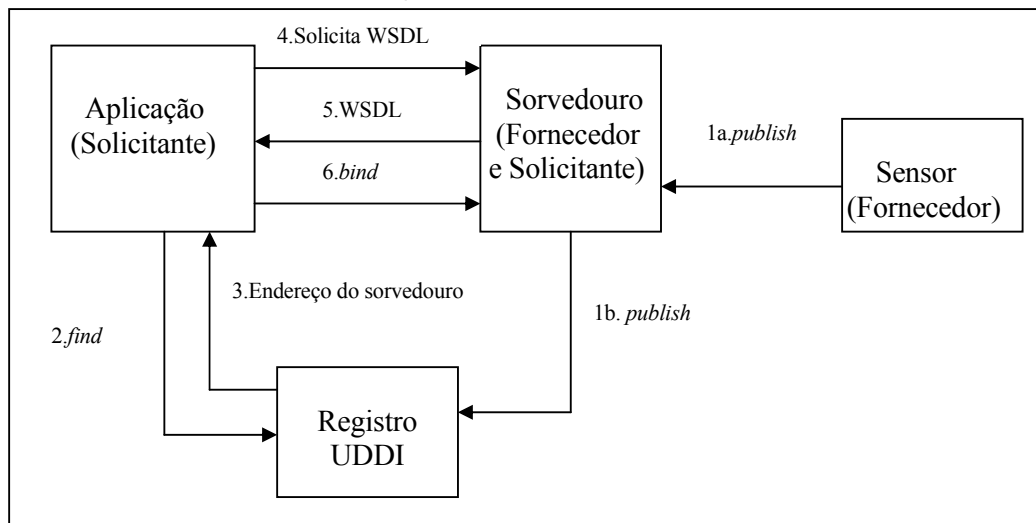 4.Solicita WSDL
Aplicação
(Solicitante)
5.WSDL
6.bind
Sorvedouro
(Fornecedor
e Solicitante)
1a.publish
Sensor
(Fornecedor)
3.Endereço do sorvedouro
2.find
1b. publish
Registro
UDDI